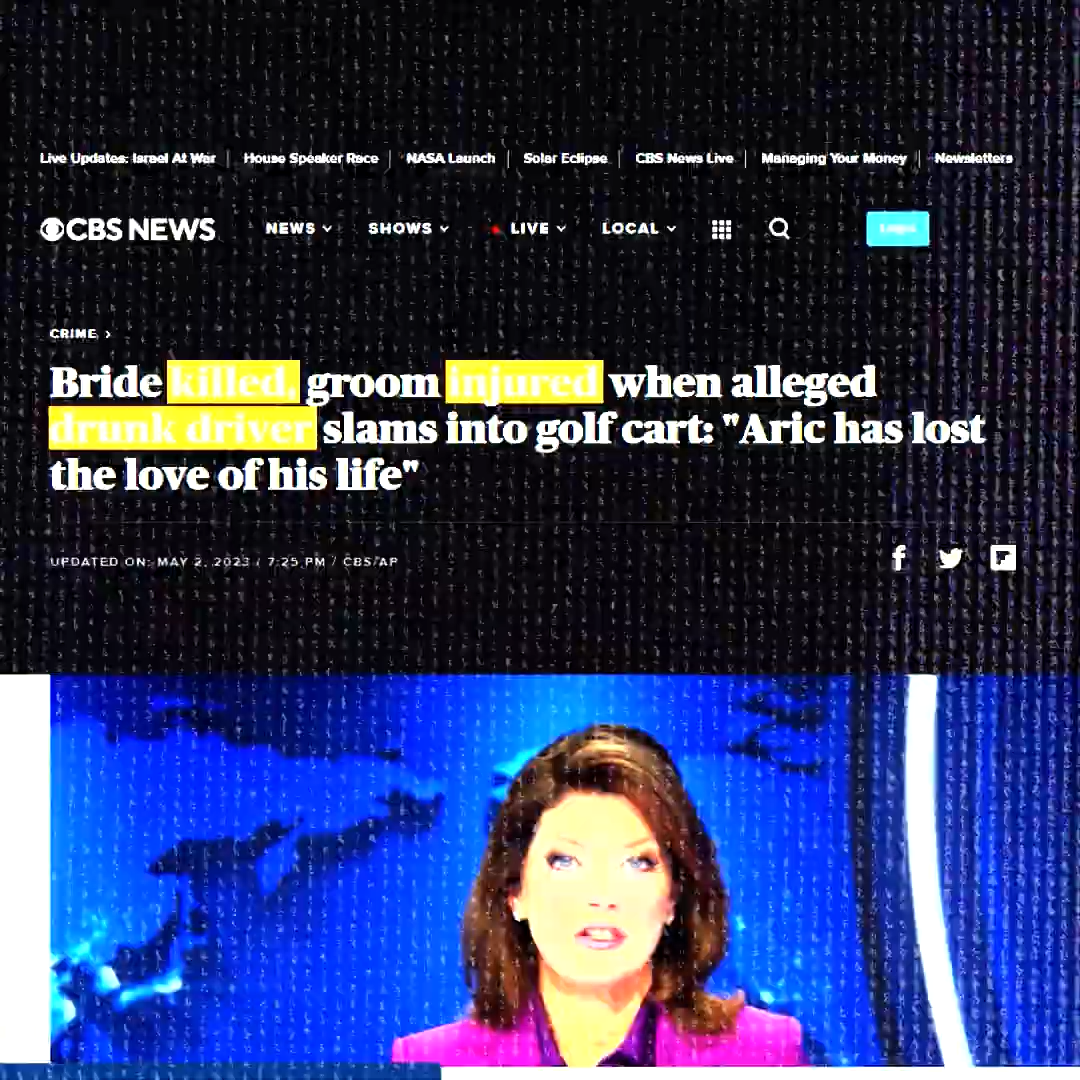 Live Updates: Israel At War House Speaker Race NASA Launch Solar Eclipse CBS News Live Managing Your Money Newsletters
CBS NEWS NEWS SHOWS LIVE LOCAL Login
CRIME
Bride killed, groom injured when alleged
drunk driver slams into golf cart: "Aric has lost
the love of his life"
UPDATED ON: MAY 2, 2023 / 7:25 PM / CBS/AP